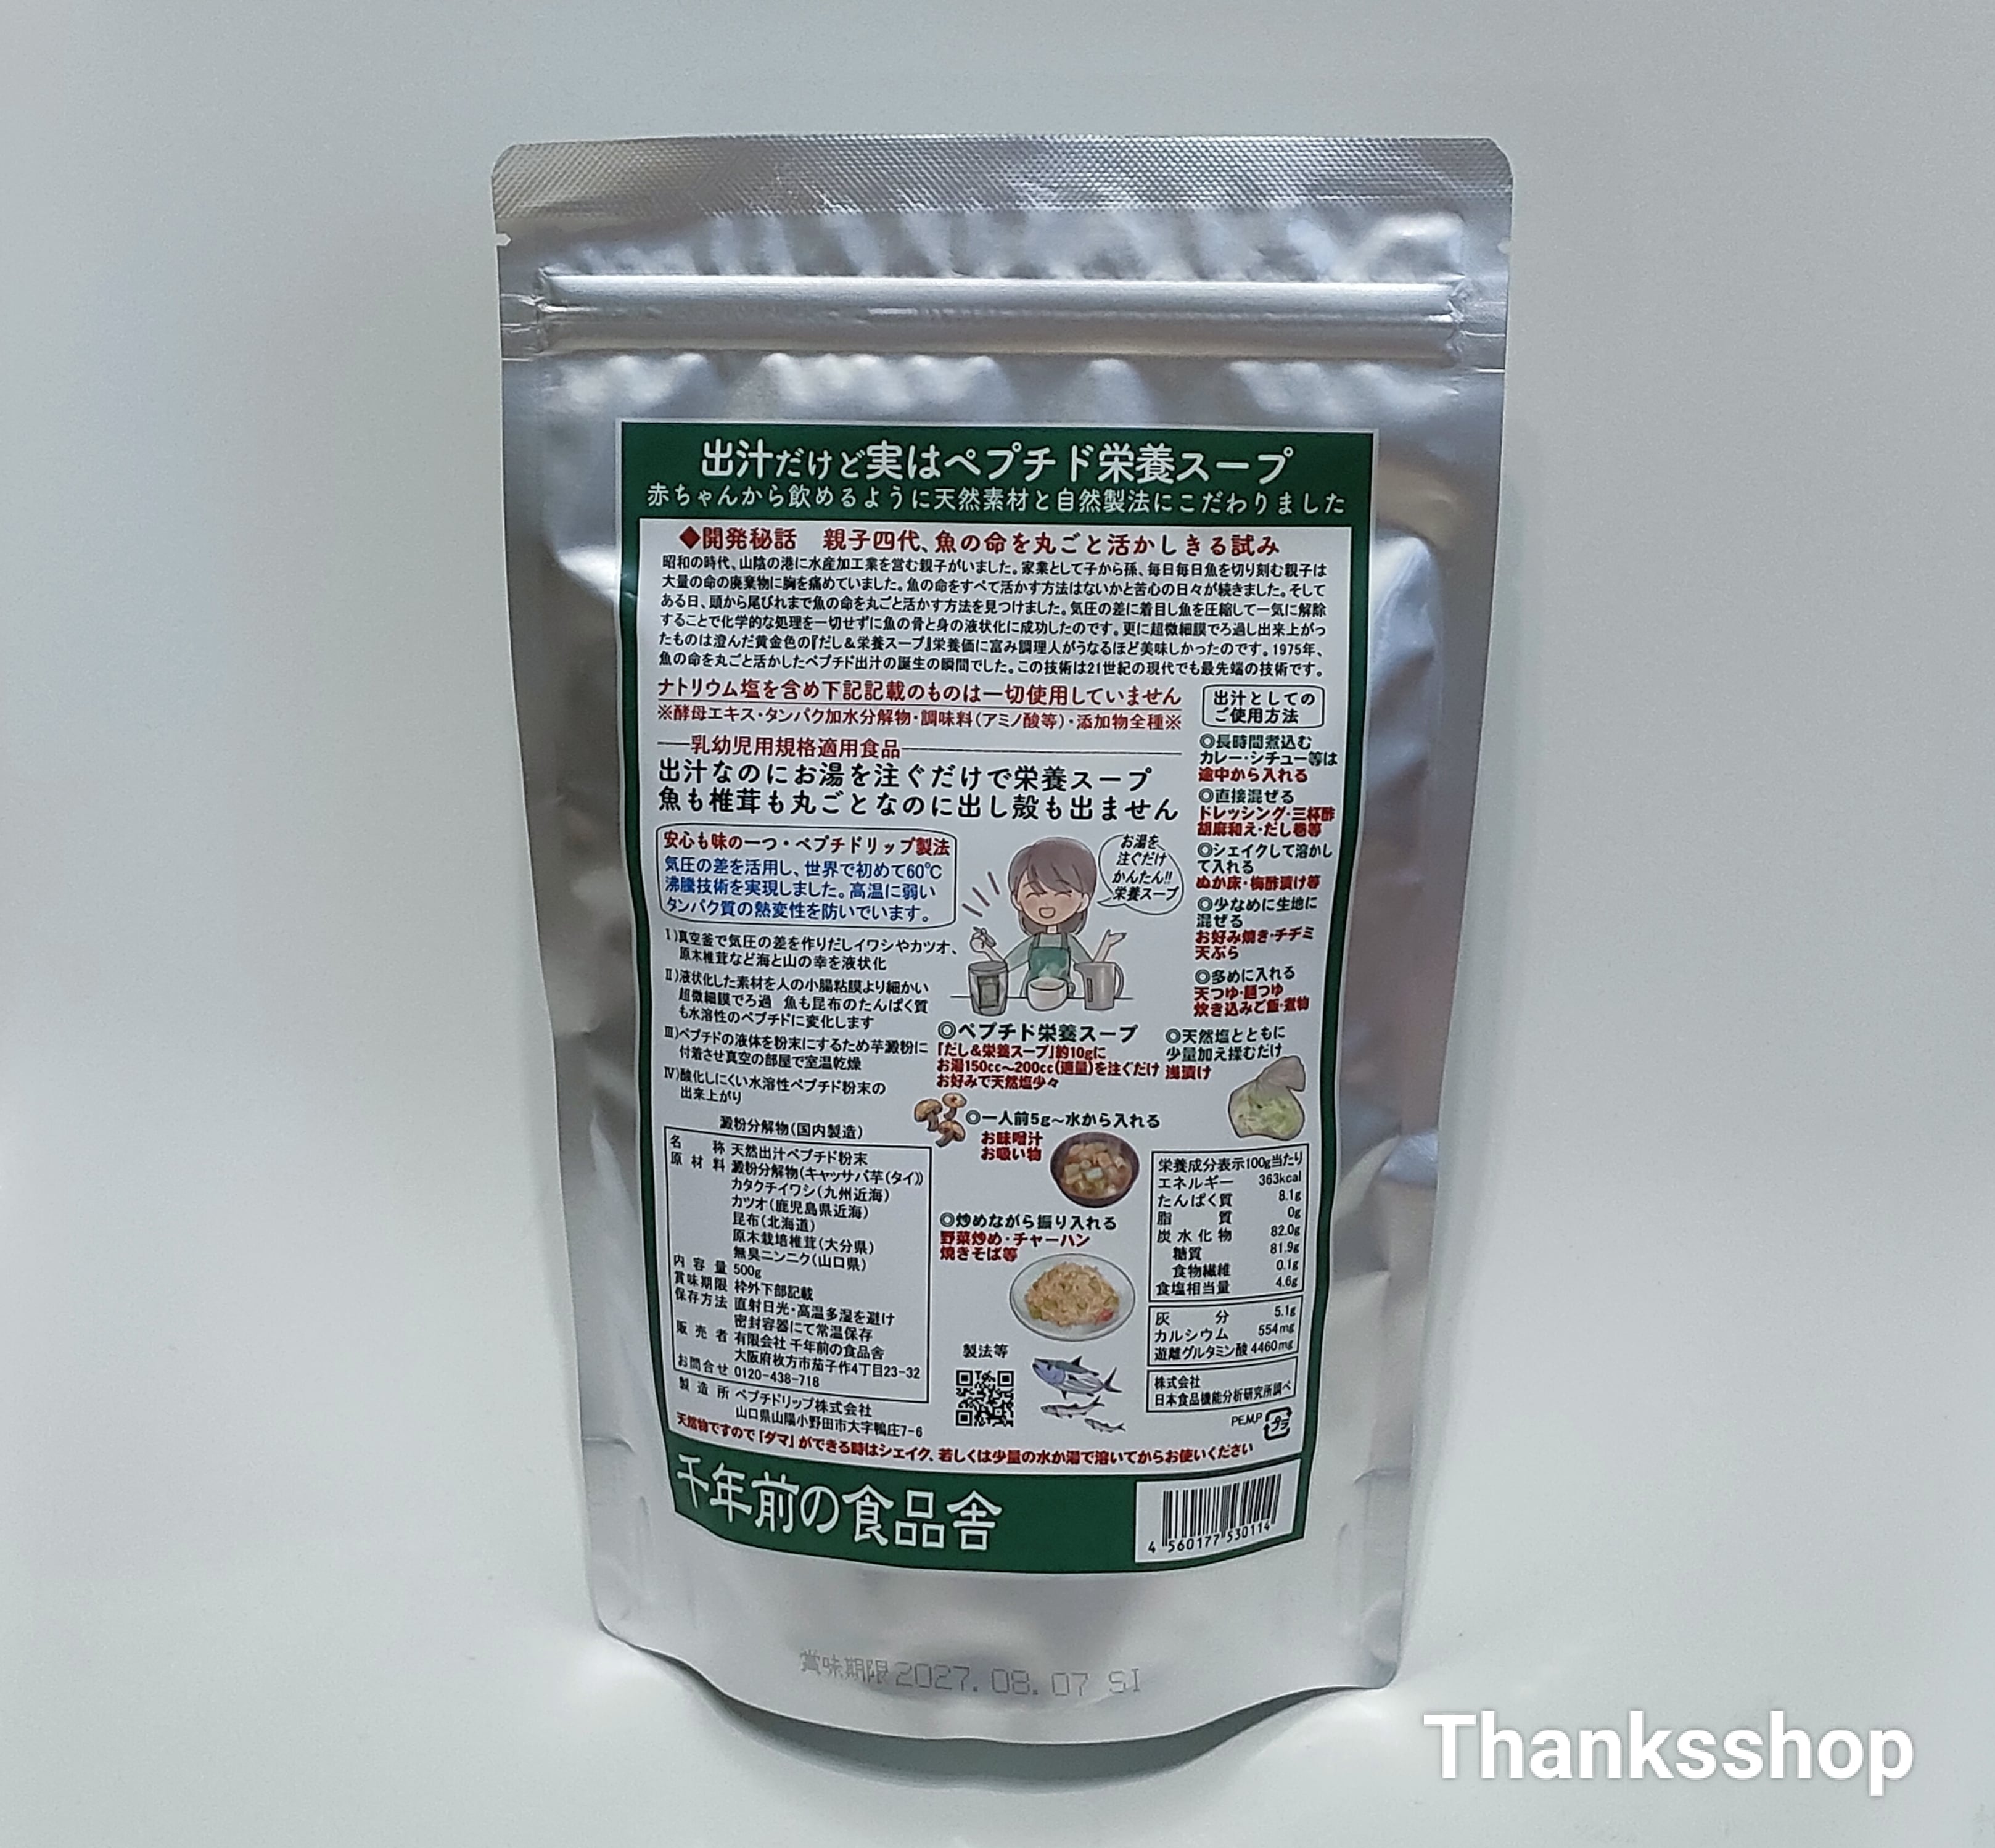 出汁だけど実はペプチド栄養スープ
赤ちゃんから飲めるように天然素材と自然製法にこだわりました
◆開発秘話 親子四代、魚の命を丸ごと活かしきる試み
昭和の時代、山陰の港に水産加工業を営む親子がいました。家業として子から孫、毎日毎日魚を切り刻む親子は
大量の命の廃棄物に胸を痛めていました。魚の命をすべて活かす方法はないかと苦心の日々が続きました。そして
ある日、頭から尾びれまで魚の命を丸ごと活かす方法を見つけました。気圧の差に着目し魚を圧縮して一気に解除
することで化学的な処理を一切せずに魚の骨と身の液状化に成功したのです。更に超微細膜でろ過し出来上がっ
たものは澄んだ黄金色の『だし&栄養スープ』栄養価に富み調理人がうなるほど美味しかったのです。1975年、
魚の命を丸ごと活かしたペプチド出汁の誕生の瞬間でした。この技術は21世紀の現代でも最先端の技術です。
ナトリウム塩を含め下記記載のものは一切使用していません
※酵母エキス・タンパク加水分解物・調味料(アミノ酸等)・添加物全種※
乳幼児用規格適用食品
出汁なのにお湯を注ぐだけで栄養スープ
魚も椎茸も丸ごとなのに出し殻も出ません
安心も味の一つ・ペプチドリップ製法
気圧の差を活用し、世界で初めて60℃
沸騰技術を実現しました。高温に弱い
タンパク質の熱変性を防いでいます。
お湯を、
注ぐだけ
かんたん!!
栄養スープ
Ⅰ)真空釜で気圧の差を作りだしイワシやカツオ、
原木椎茸など海と山の幸を液状化
Ⅱ)液状化した素材を人の小腸粘膜より細かい
超微細膜でろ過 魚も昆布のたんぱく質
も水溶性のペプチドに変化します
Ⅲ)ペプチドの液体を粉末にするため芋澱粉に
付着させ真空の部屋で室温乾燥
Ⅳ)酸化しにくい水溶性ペプチド粉末の
出来上がり
出汁としての
ご使用方法
◎長時間煮込む
カレー・シチュー等は
途中から入れる
◎直接混ぜる
ドレッシング・三杯酢
胡麻和え・だし巻等
◎シェイクして溶かし
て入れる
ぬか床・梅酢漬け等
◎少なめに生地に
混ぜる
お好み焼き・チヂミ
天ぷら
◎多めに入れる
天つゆ・麺つゆ
炊き込みご飯・煮物
◎天然塩とともに
少量加え揉むだけ
浅漬け
◎ペプチド栄養スープ
「だし&栄養スープ」約10gに
お湯150cc～200cc(適量)を注ぐだけ
お好みで天然塩少々
◎一人前5g～水から入れる
お味噌汁
お吸い物
◎炒めながら振り入れる
野菜炒め・チャーハン
焼きそば等
製法等
澱粉分解物(国内製造)
名称 天然出汁ペプチド粉末
原材料 澱粉分解物(キャッサバ芋(タイ))
カタクチイワシ(九州近海)
カツオ(鹿児島県近海)
昆布(北海道)
原木栽培椎茸(大分県)
無臭ニンニク(山口県)
内容量 500g
賞味期限 枠外下部記載
保存方法 直射日光・高温多湿を避け
密封容器にて常温保存
販売者 有限会社 千年前の食品舎
大阪府枚方市茄子作4丁目23-32
お問合せ 0120-438-718
製造所 ペプチドリップ株式会社
山口県山陽小野田市大字鴨庄7-6
栄養成分表示100g当たり
エネルギー 363kcal
たんぱく質 8.1g
脂質 0g
炭水化物 82.0g
糖質 81.9g
食物繊維 0.1g
食塩相当量 4.6g
灰分 5.1g
カルシウム 554mg
遊離グルタミン酸 4460mg
株式会社
日本食品機能分析研究所調べ
PE,M,P
プラ
天然物ですので「ダマ」ができる時はシェイク、若しくは少量の水か湯で溶いてからお使いください
千年前の食品舎
4 560177 530114
賞味期限 2027.08.07 SI
Thanksshop